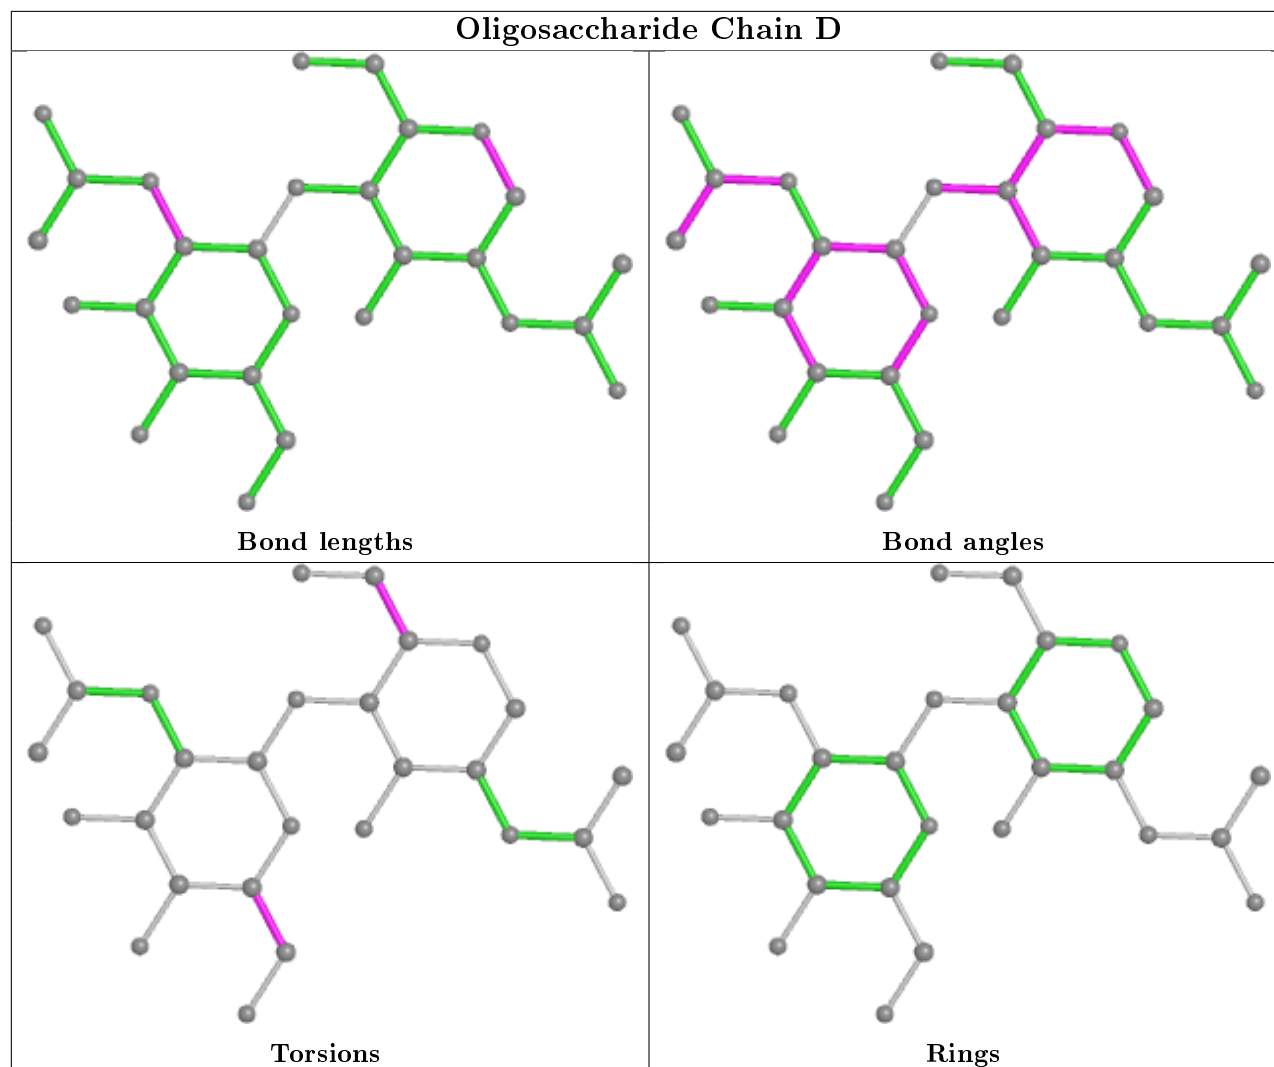 Oligosaccharide Chain D
Bond lengths
Bond angles
Torsions
Rings